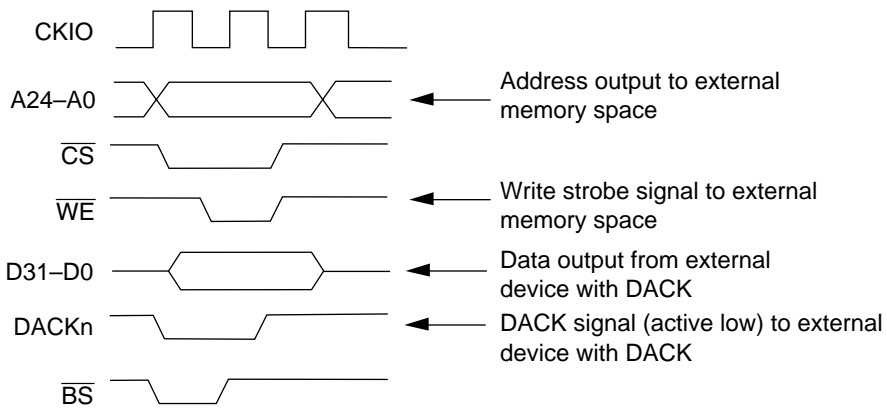 CKIO
A24–A0
Address output to external
memory space
CS
WE
Write strobe signal to external
memory space
D31–D0
Data output from external
device with DACK
DACKn
DACK signal (active low) to external
device with DACK
BS